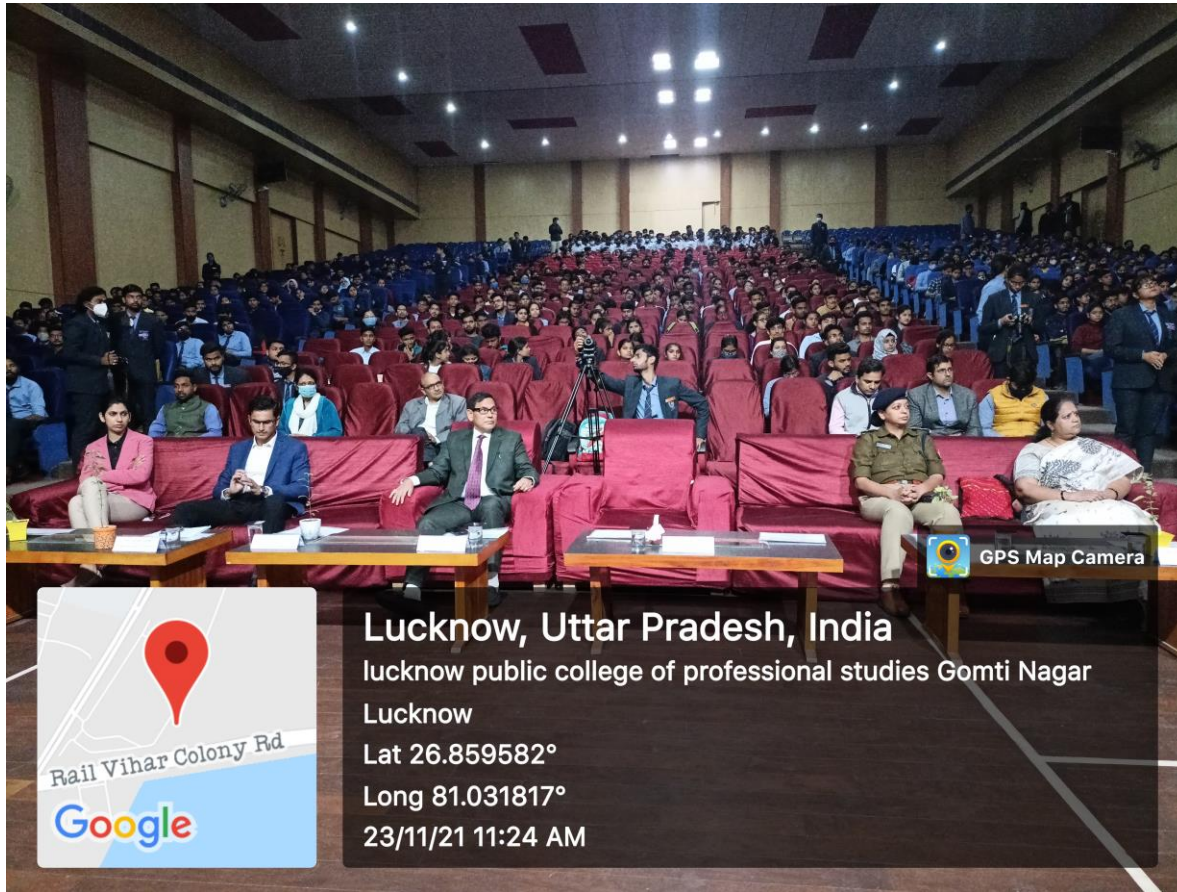 GPS Map Camera
Lucknow, Uttar Pradesh, India
lucknow public college of professional studies Gomti Nagar
Lucknow
Lat 26.859582°
Long 81.031817°
23/11/21 11:24 AM
Rail Vihar Colony Rd
Google